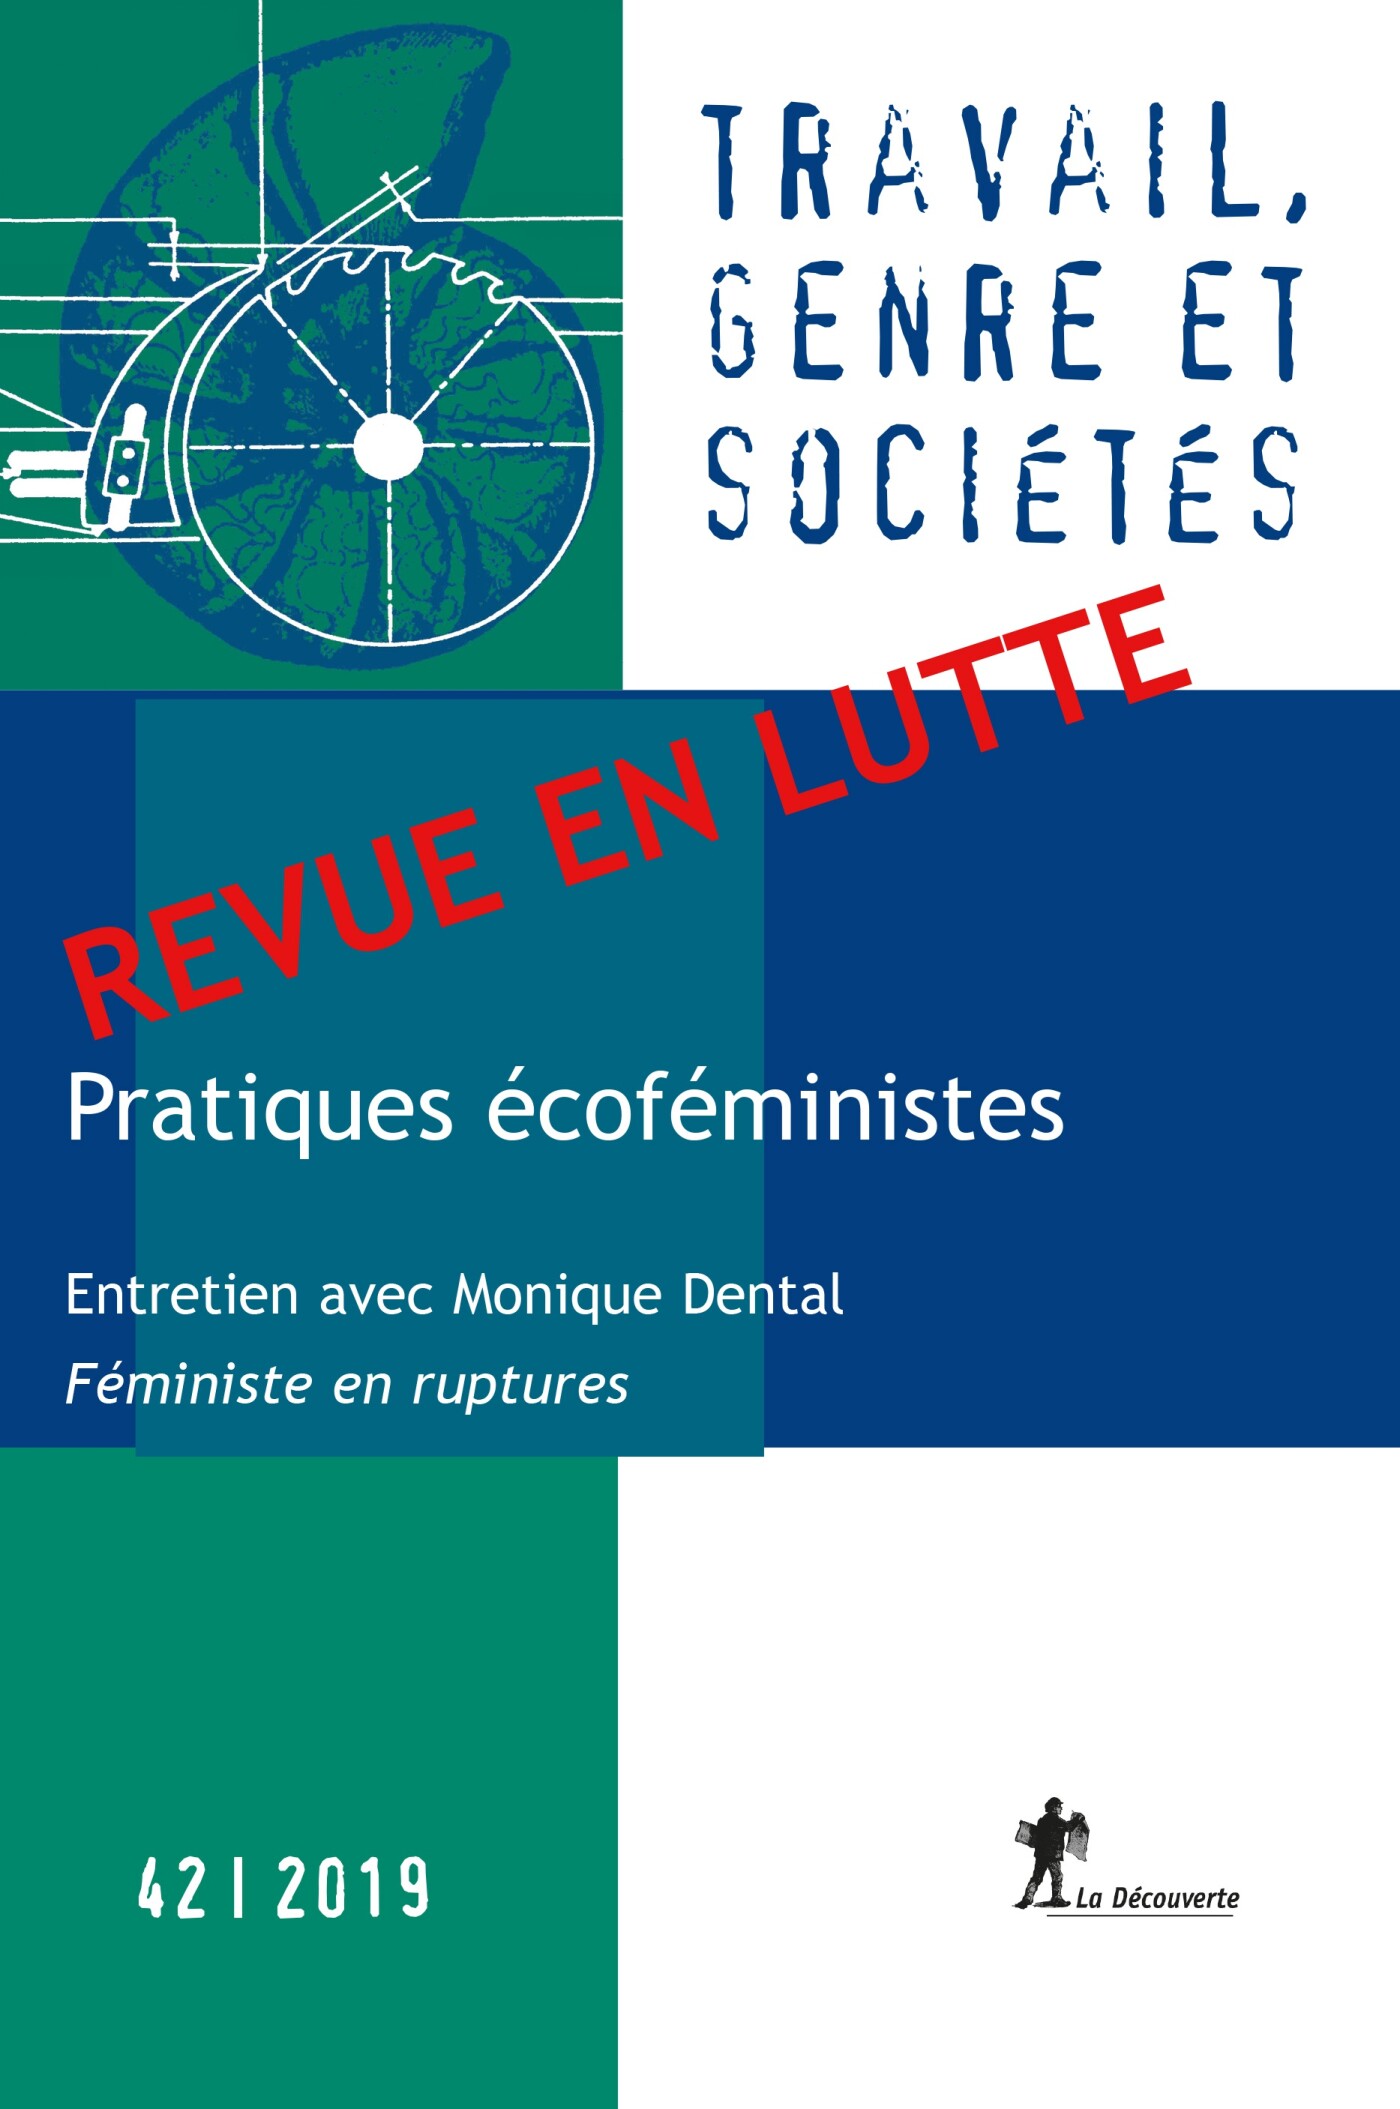 TRAVAIL,
GENRE ET
SOCIÉTÉS
REVUE EN LUTTE
Pratiques écoféministes
Entretien avec Monique Dental
Féministe en ruptures
42 | 2019
La Découverte